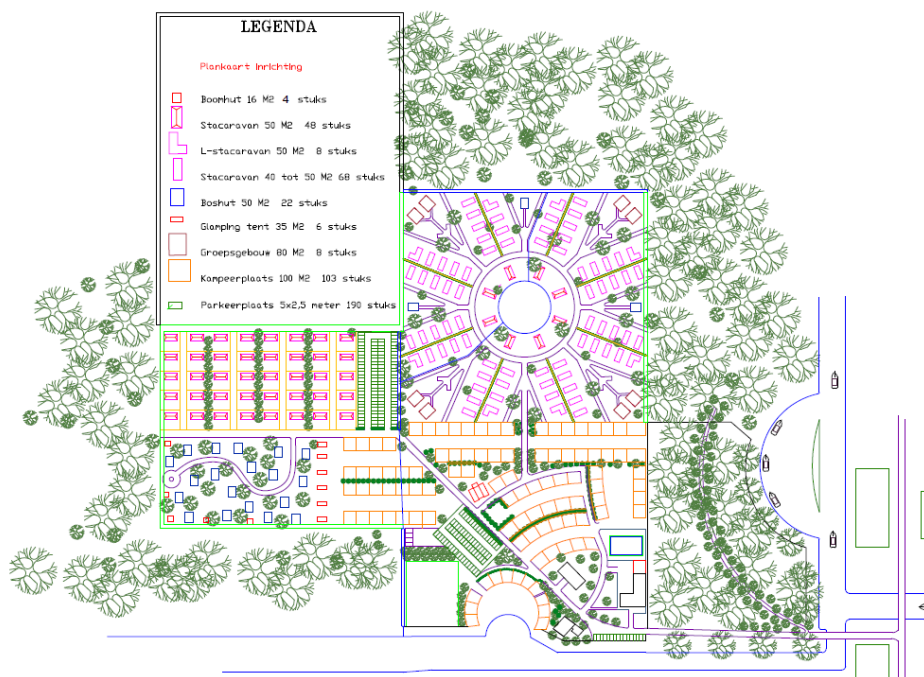 LEGENDA
Plankaart inrichting
Boomhut 16 M2 4 stuks
Stacaravan 50 M2 48 stuks
L-stacaravan 50 M2 8 stuks
Stacaravan 40 tot 50 M2 68 stuks
Boshut 50 M2 22 stuks
Glamping tent 35 M2 6 stuks
Groepsgebouw 80 M2 8 stuks
Kampeerplaats 100 M2 103 stuks
Parkeerplaats 5x2,5 meter 190 stuks